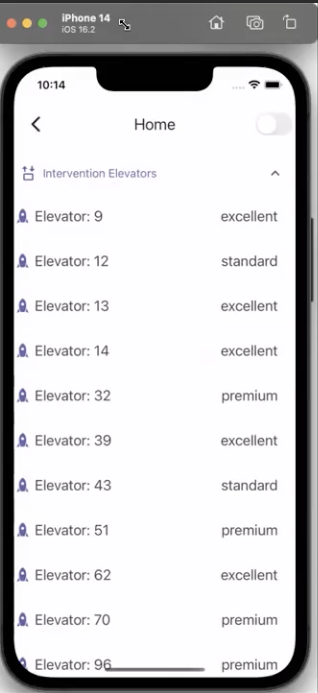 iPhone 14
iOS 16.2
10:14
Home
Intervention Elevators
Elevator: 9 excellent
Elevator: 12 standard
Elevator: 13 excellent
Elevator: 14 excellent
Elevator: 32 premium
Elevator: 39 excellent
Elevator: 43 standard
Elevator: 51 premium
Elevator: 62 excellent
Elevator: 70 premium
Elevator: 96 premium